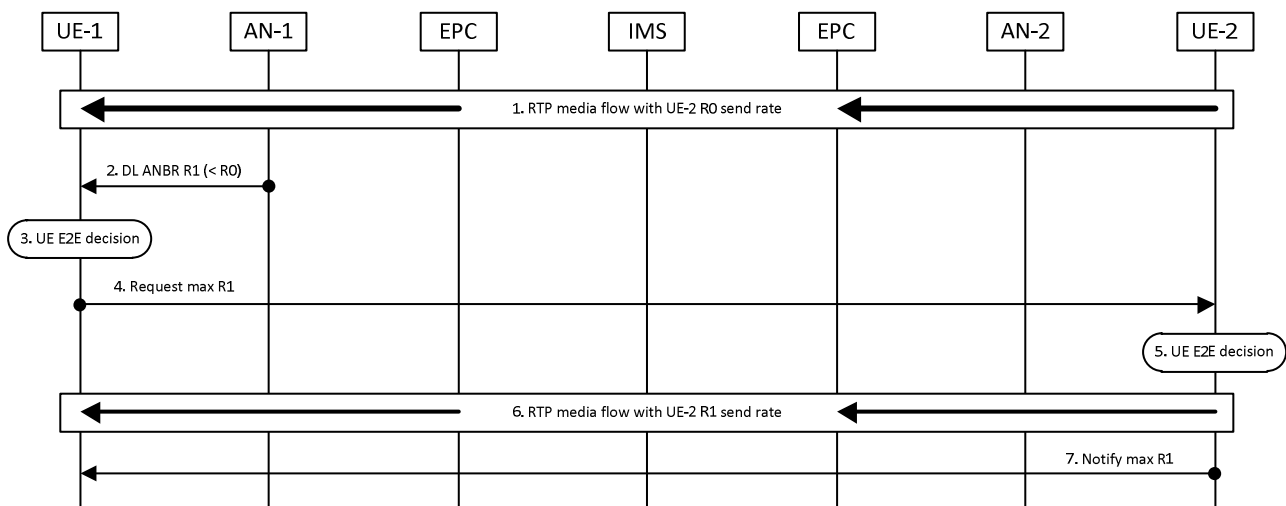 UE-1
AN-1
EPC
IMS
EPC
AN-2
UE-2
1. RTP media flow with UE-2 R0 send rate
2. DL ANBR R1 (< R0)
3. UE E2E decision
4. Request max R1
5. UE E2E decision
6. RTP media flow with UE-2 R1 send rate
7. Notify max R1